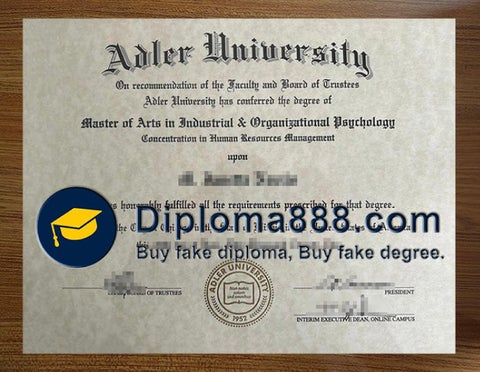 Adler University
On recommendation of the Faculty and Board of Trustees
Adler University has conferred the degree of
Master of Arts in Industrial & Organizational Psychology
Concentration in Human Resources Management
upon
honorably fulfilled all the requirements prescribed for that degree.
Diploma888.com
Buy fake diploma, Buy fake degree.
OF TRUSTEES
PRESIDENT
ADLER UNIVERSITY
1952
INTERIM EXECUTIVE DEAN, ONLINE CAMPUS